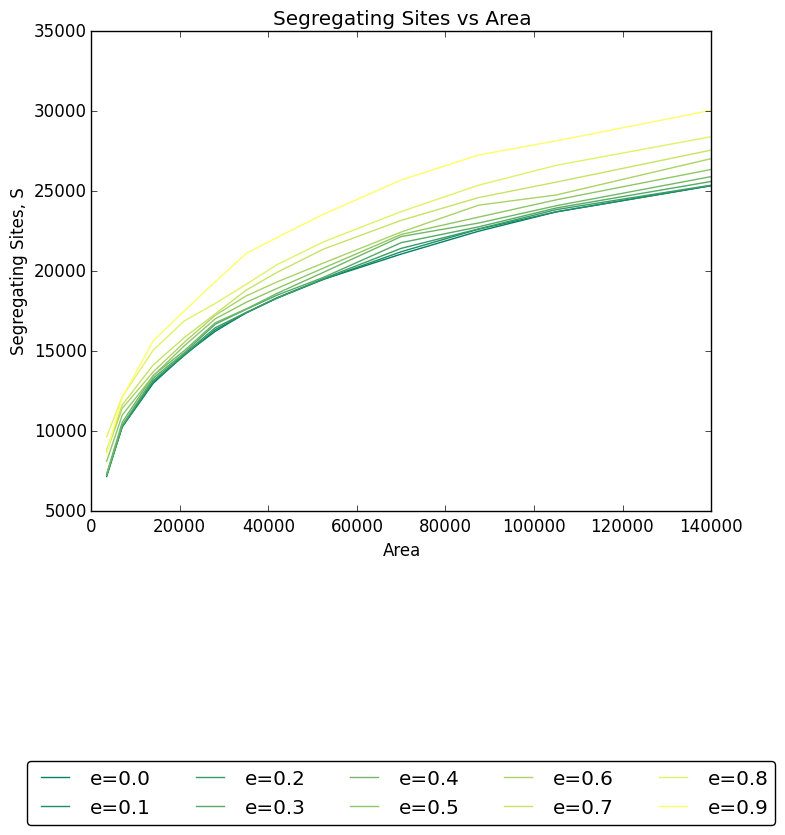 Segregating Sites vs Area
35000
30000
25000
20000
15000
10000
5000
Segregating Sites, S
0 20000 40000 60000 80000 100000 120000 140000
Area
e=0.0 e=0.2 e=0.4 e=0.6 e=0.8
e=0.1 e=0.3 e=0.5 e=0.7 e=0.9